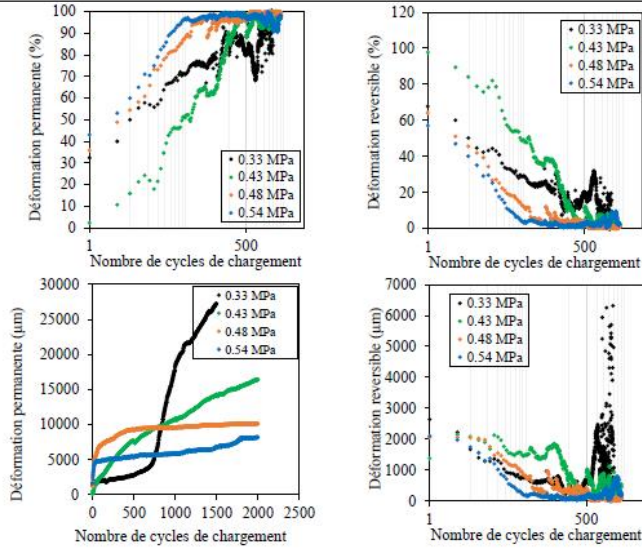 Déformation permanente (%)
100
90
80
70
60
50
40
30
20
10
0
0.33 MPa
0.43 MPa
0.48 MPa
0.54 MPa
1
500
Nombre de cycles de chargement
Déformation reversible (%)
120
100
80
60
40
20
0
0.33 MPa
0.43 MPa
0.48 MPa
0.54 MPa
1
500
Nombre de cycles de chargement
Déformation permanente (µm)
30000
25000
20000
15000
10000
5000
0
0.33 MPa
0.43 MPa
0.48 MPa
0.54 MPa
0 500 1000 1500 2000 2500
Nombre de cycles de chargement
Déformation reversible (µm)
7000
6000
5000
4000
3000
2000
1000
0
0.33 MPa
0.43 MPa
0.48 MPa
0.54 MPa
1
500
Nombre de cycles de chargement